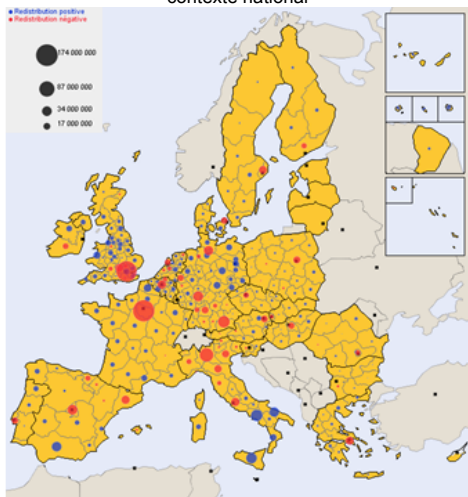 contexte national
Redistribution positive
Redistribution négative
174 000 000
87 000 000
34 000 000
17 000 000